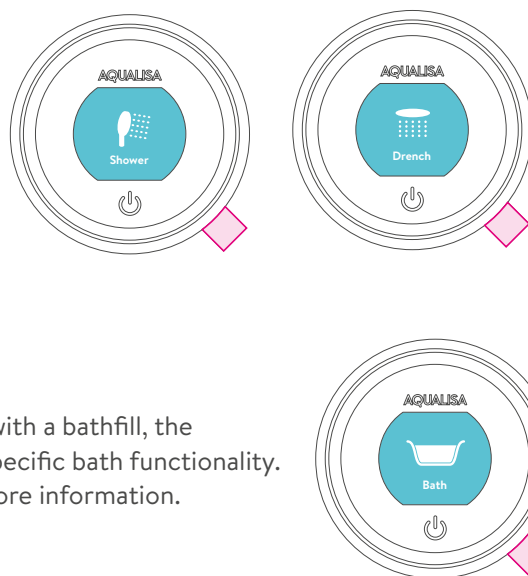 AQUALISA
Shower
AQUALISA
Drench
with a bathfill, the
pecific bath functionality.
ore information.
AQUALISA
Bath